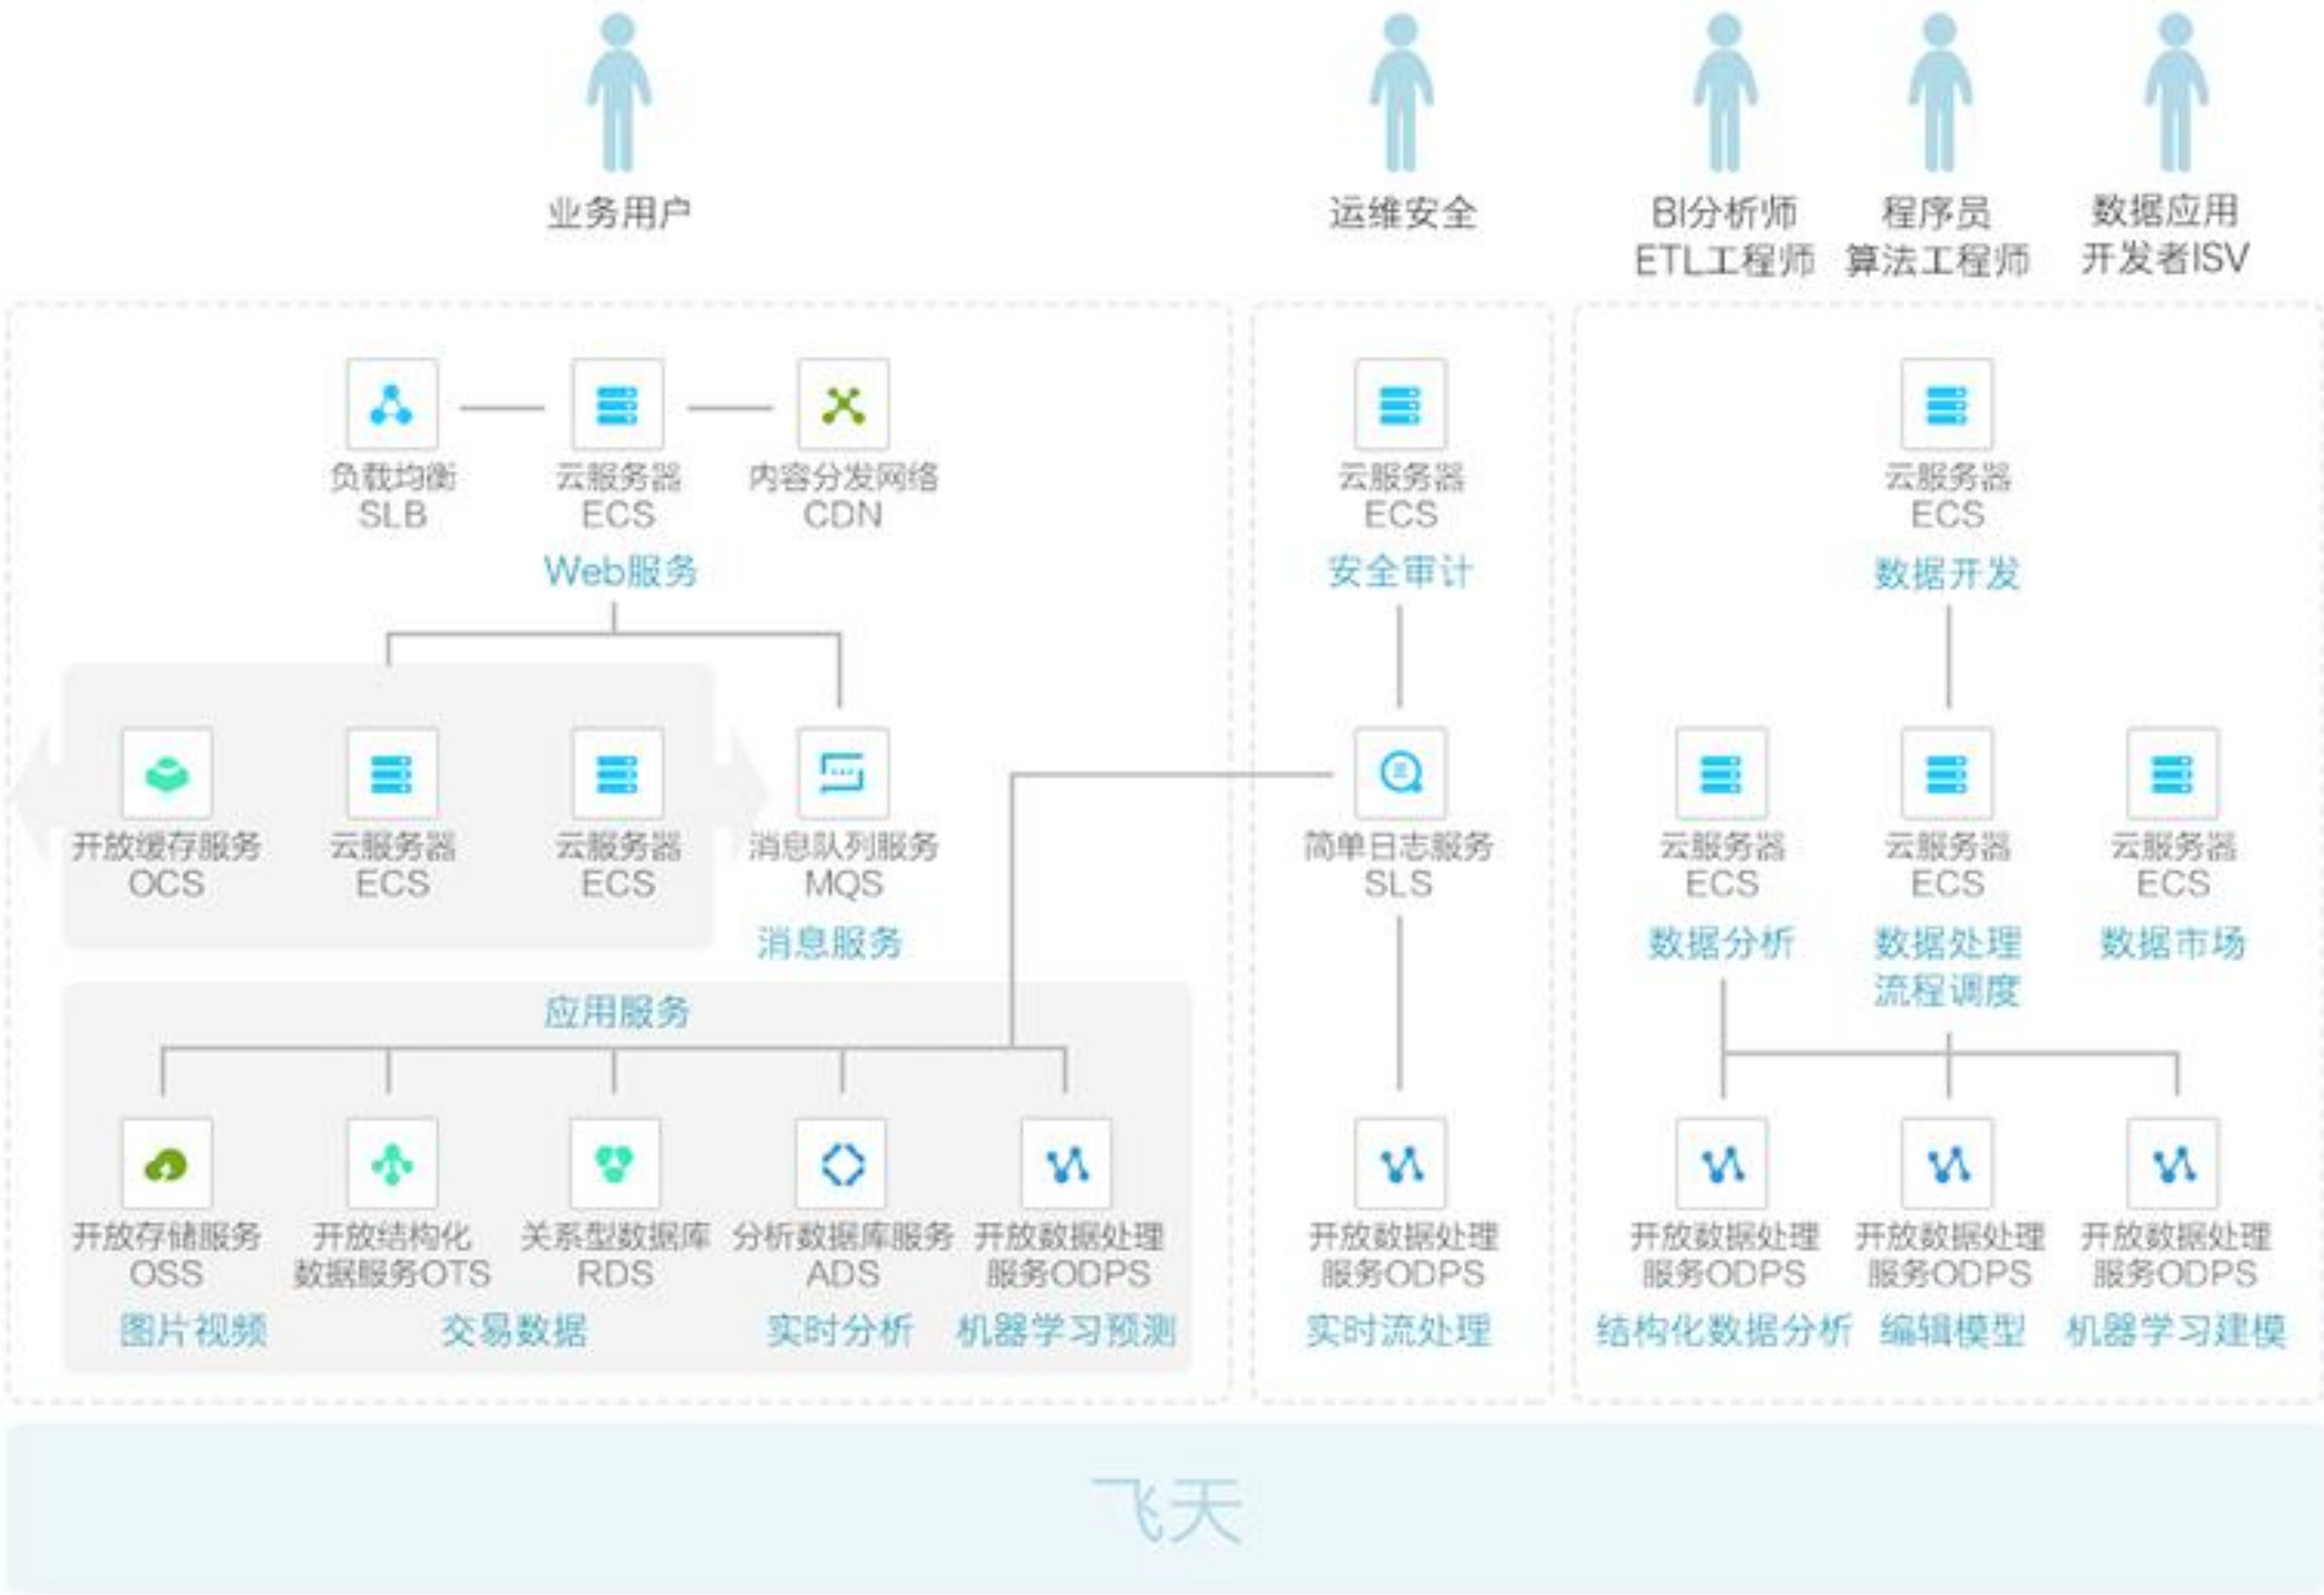 业务用户
运维安全
BI分析师
ETL工程师
程序员
算法工程师
数据应用
开发者ISV
负载均衡
SLB
云服务器
ECS
内容分发网络
CDN
Web服务
开放缓存服务
OCS
云服务器
ECS
云服务器
ECS
消息队列服务
MQS
消息服务
应用服务
开放存储服务
OSS
图片视频
开放结构化
数据服务OTS
关系型数据库
RDS
交易数据
分析数据库服务
ADS
实时分析
开放数据处理
服务ODPS
机器学习预测
云服务器
ECS
安全审计
简单日志服务
SLS
开放数据处理
服务ODPS
实时流处理
云服务器
ECS
数据开发
云服务器
ECS
数据分析
云服务器
ECS
数据处理
流程调度
云服务器
ECS
数据市场
开放数据处理
服务ODPS
结构化数据分析
开放数据处理
服务ODPS
编辑模型
开放数据处理
服务ODPS
机器学习建模
飞天